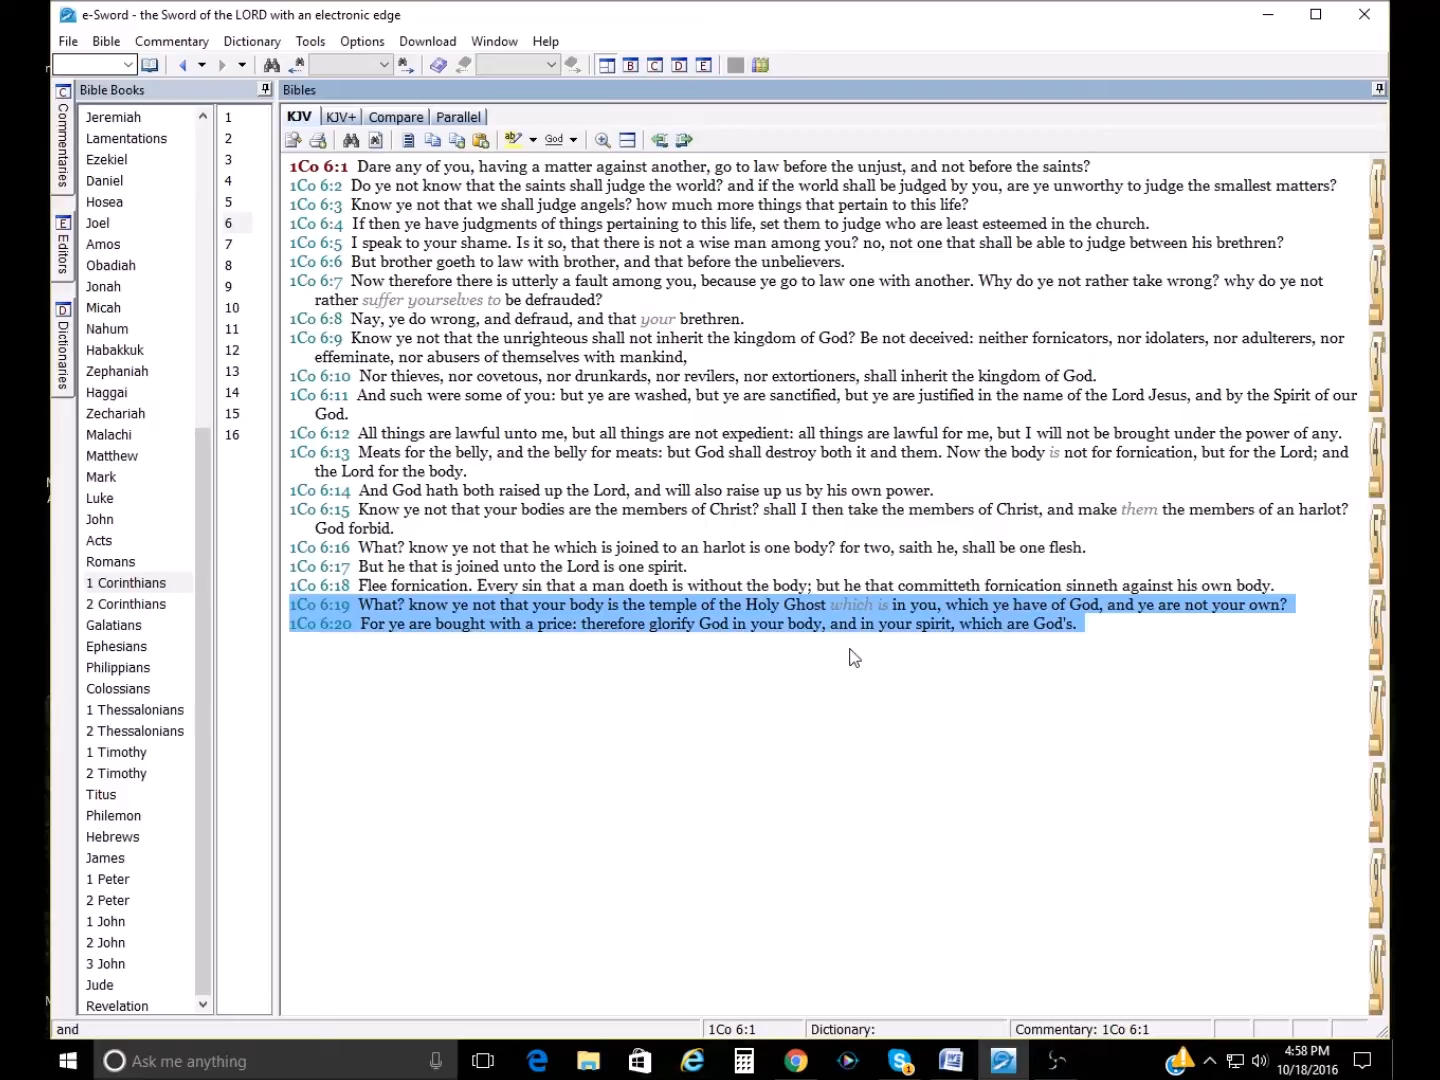 e-Sword - the Sword of the LORD with an electronic edge
File Bible Commentary Dictionary Tools Options Download Window Help
B C D E
Bible Books
Bibles
Commentaries
Editors
Dictionaries
Jeremiah
Lamentations
Ezekiel
Daniel
Hosea
Joel
Amos
Obadiah
Jonah
Micah
Nahum
Habakkuk
Zephaniah
Haggai
Zechariah
Malachi
Matthew
Mark
Luke
John
Acts
Romans
1 Corinthians
2 Corinthians
Galatians
Ephesians
Philippians
Colossians
1 Thessalonians
2 Thessalonians
1 Timothy
2 Timothy
Titus
Philemon
Hebrews
James
1 Peter
2 Peter
1 John
2 John
3 John
Jude
Revelation
1
2
3
4
5
6
7
8
9
10
11
12
13
14
15
16
KJV KJV+ Compare Parallel
God
1Co 6:1 Dare any of you, having a matter against another, go to law before the unjust, and not before the saints?
1Co 6:2 Do ye not know that the saints shall judge the world? and if the world shall be judged by you, are ye unworthy to judge the smallest matters?
1Co 6:3 Know ye not that we shall judge angels? how much more things that pertain to this life?
1Co 6:4 If then ye have judgments of things pertaining to this life, set them to judge who are least esteemed in the church.
1Co 6:5 I speak to your shame. Is it so, that there is not a wise man among you? no, not one that shall be able to judge between his brethren?
1Co 6:6 But brother goeth to law with brother, and that before the unbelievers.
1Co 6:7 Now therefore there is utterly a fault among you, because ye go to law one with another. Why do ye not rather take wrong? why do ye not
rather suffer yourselves to be defrauded?
1Co 6:8 Nay, ye do wrong, and defraud, and that your brethren.
1Co 6:9 Know ye not that the unrighteous shall not inherit the kingdom of God? Be not deceived: neither fornicators, nor idolaters, nor adulterers, nor
effeminate, nor abusers of themselves with mankind,
1Co 6:10 Nor thieves, nor covetous, nor drunkards, nor revilers, nor extortioners, shall inherit the kingdom of God.
1Co 6:11 And such were some of you: but ye are washed, but ye are sanctified, but ye are justified in the name of the Lord Jesus, and by the Spirit of our
God.
1Co 6:12 All things are lawful unto me, but all things are not expedient: all things are lawful for me, but I will not be brought under the power of any.
1Co 6:13 Meats for the belly, and the belly for meats: but God shall destroy both it and them. Now the body is not for fornication, but for the Lord; and
the Lord for the body.
1Co 6:14 And God hath both raised up the Lord, and will also raise up us by his own power.
1Co 6:15 Know ye not that your bodies are the members of Christ? shall I then take the members of Christ, and make them the members of an harlot?
God forbid.
1Co 6:16 What? know ye not that he which is joined to an harlot is one body? for two, saith he, shall be one flesh.
1Co 6:17 But he that is joined unto the Lord is one spirit.
1Co 6:18 Flee fornication. Every sin that a man doeth is without the body; but he that committeth fornication sinneth against his own body.
1Co 6:19 What? know ye not that your body is the temple of the Holy Ghost which is in you, which ye have of God, and ye are not your own?
1Co 6:20 For ye are bought with a price: therefore glorify God in your body, and in your spirit, which are God's.
and 1Co 6:1 Dictionary: Commentary: 1Co 6:1
Ask me anything
4:58 PM
10/18/2016